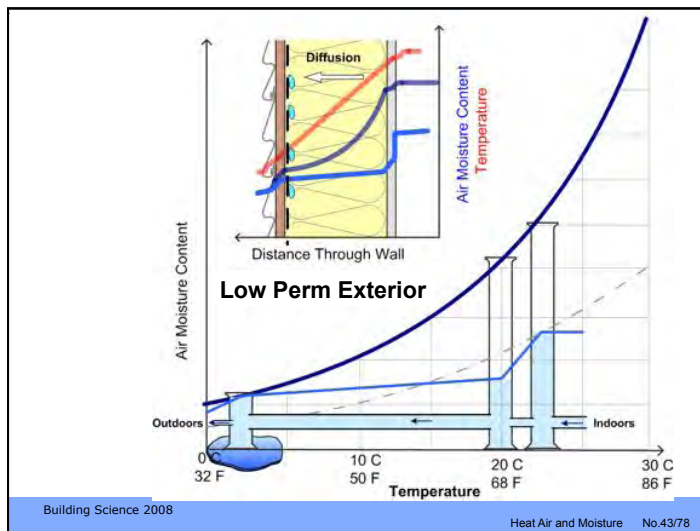 Diffusion
Air Moisture Content
Temperature
Distance Through Wall
Low Perm Exterior
Air Moisture Content
Outdoors
Indoors
0 C
10 C
20 C
30 C
32 F
50 F
68 F
86 F
Temperature
Building Science 2008
Heat Air and Moisture No.43/78